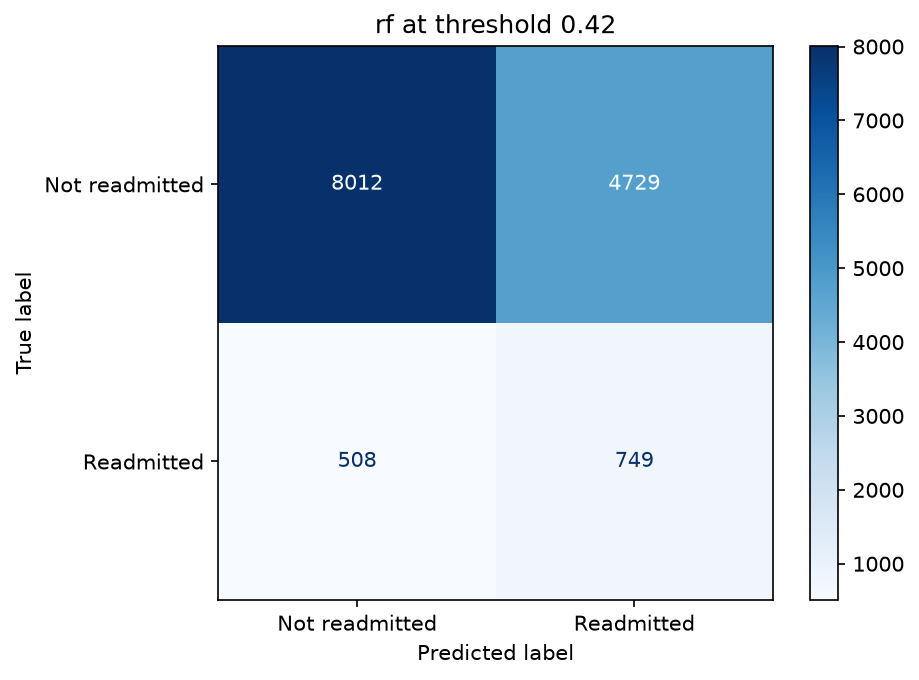 rf at threshold 0.42
True label
Not readmitted
8012
4729
Readmitted
508
749
Not readmitted
Readmitted
Predicted label
8000
7000
6000
5000
4000
3000
2000
1000